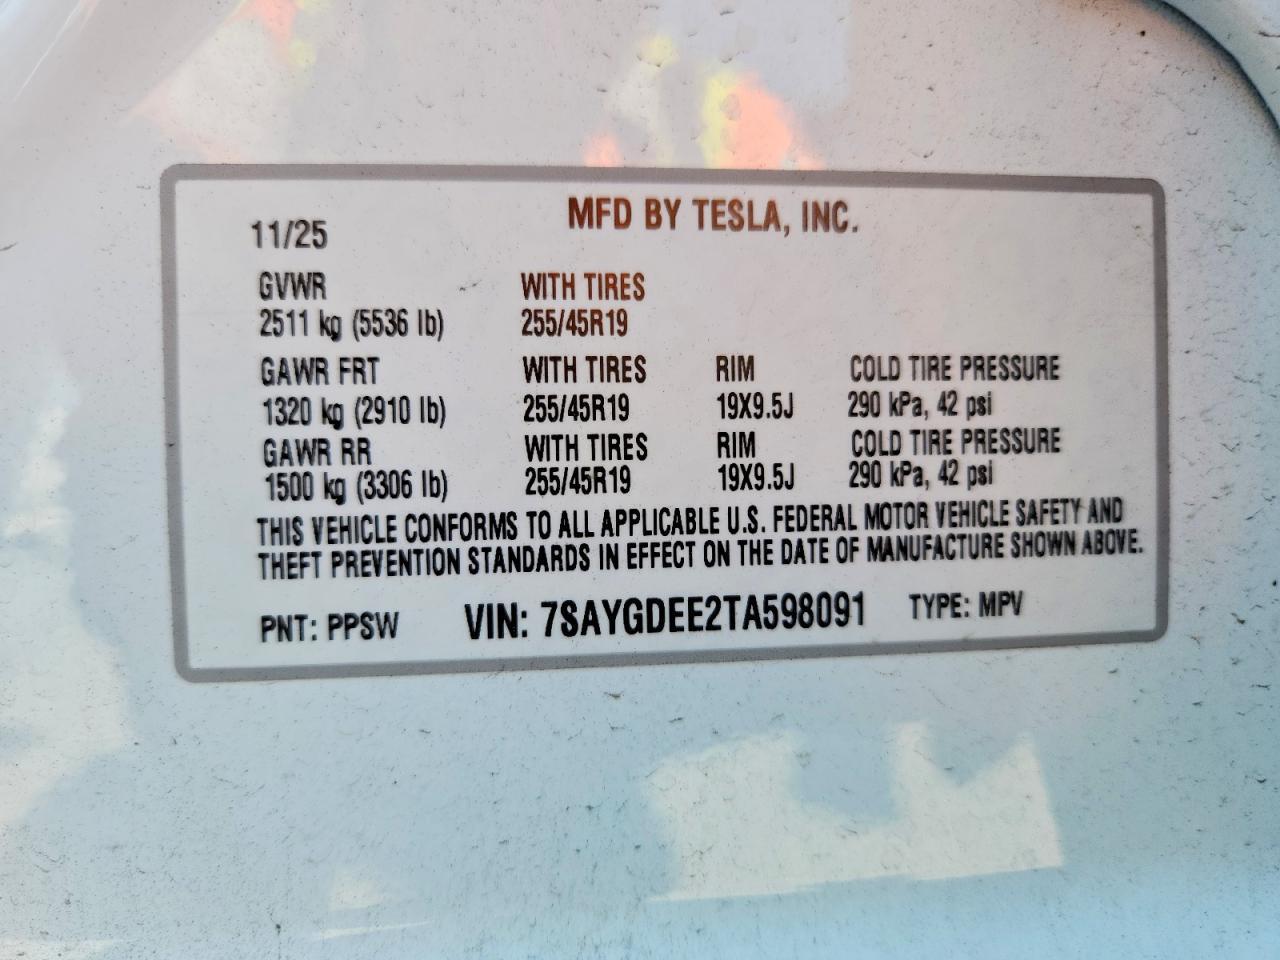 MFD BY TESLA, INC.
11/25
GVWR WITH TIRES
2511 kg (5536 lb) 255/45R19
GAWR FRT WITH TIRES RIM COLD TIRE PRESSURE
1320 kg (2910 lb) 255/45R19 19X9.5J 290 kPa, 42 psi
GAWR RR WITH TIRES RIM COLD TIRE PRESSURE
1500 kg (3306 lb) 255/45R19 19X9.5J 290 kPa, 42 psi
THIS VEHICLE CONFORMS TO ALL APPLICABLE U.S. FEDERAL MOTOR VEHICLE SAFETY AND
THEFT PREVENTION STANDARDS IN EFFECT ON THE DATE OF MANUFACTURE SHOWN ABOVE.
PNT: PPSW VIN: 7SAYGDEE2TA598091 TYPE: MPV